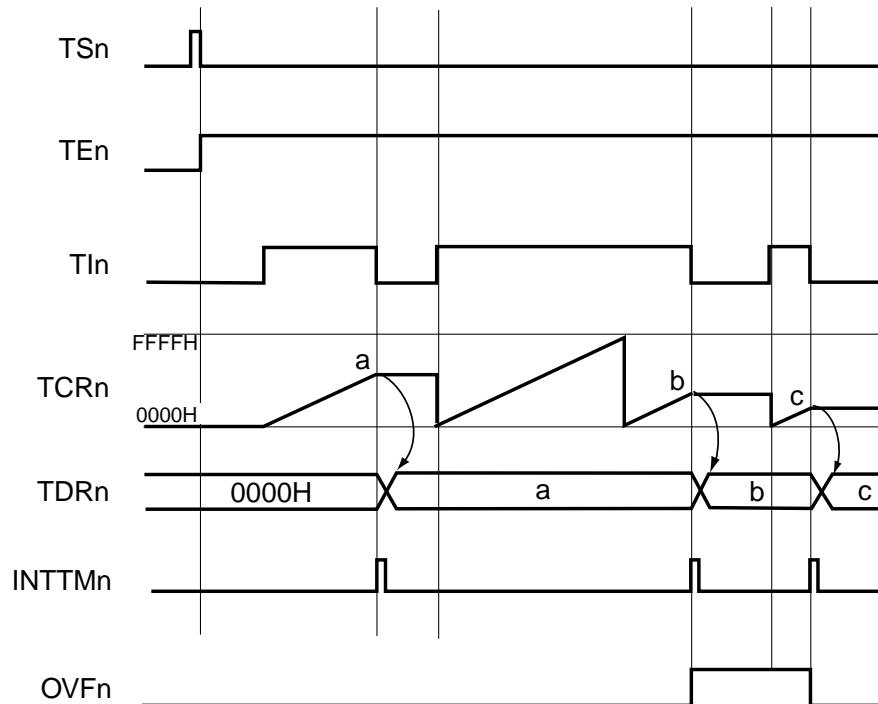 TSn
TEn
TIn
FFFFH
a
TCRn
b
c
0000H
TDRn
0000H
a
b
c
INTTMn
OVFn